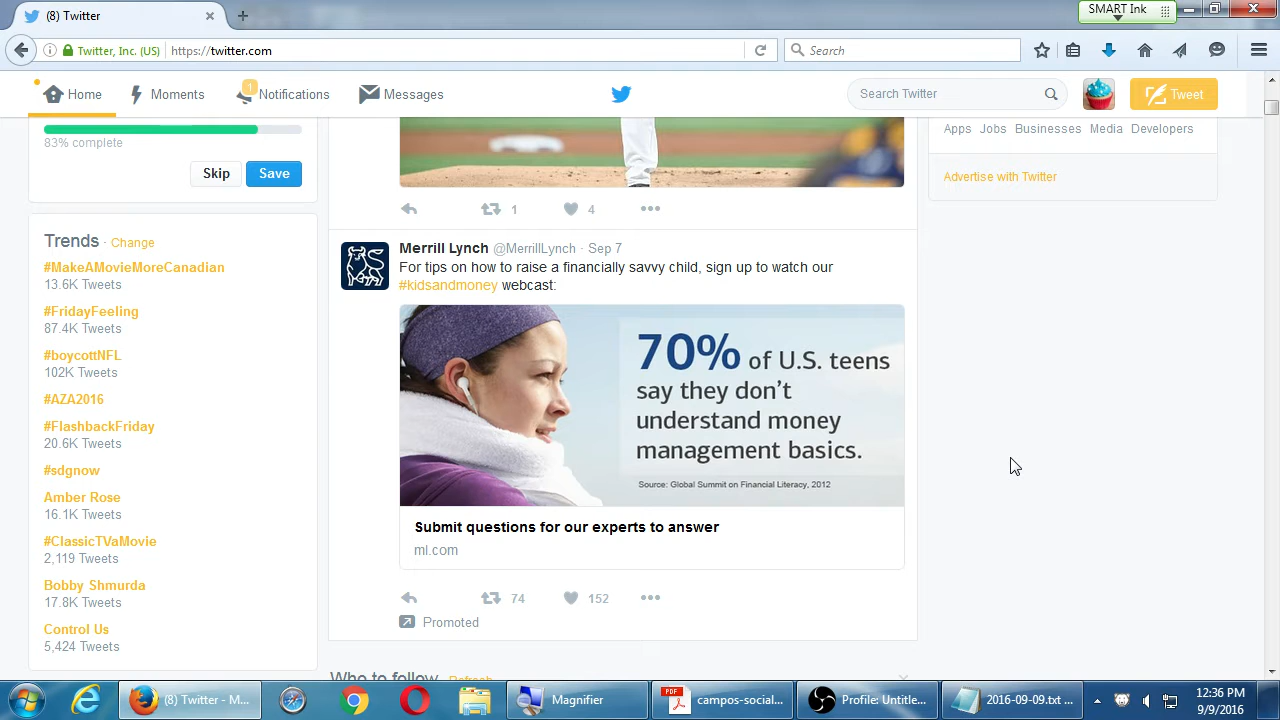 (8) Twitter
SMART Ink
Twitter, Inc. (US)
https://twitter.com
Search
Home
Moments
1
Notifications
Messages
Search Twitter
Tweet
83% complete
Skip
Save
Apps Jobs Businesses Media Developers
Advertise with Twitter
1
4
Trends · Change
#MakeAMovieMoreCanadian
13.6K Tweets
#FridayFeeling
87.4K Tweets
#boycottNFL
102K Tweets
#AZA2016
#FlashbackFriday
20.6K Tweets
#sdgnow
Amber Rose
16.1K Tweets
#ClassicTVaMovie
2,119 Tweets
Bobby Shmurda
17.8K Tweets
Control Us
5,424 Tweets
Merrill Lynch @MerrillLynch · Sep 7
For tips on how to raise a financially savvy child, sign up to watch our
#kidsandmoney webcast:
70% of U.S. teens
say they don't
understand money
management basics.
Source: Global Summit on Financial Literacy, 2012
Submit questions for our experts to answer
ml.com
74
152
Promoted
Who to follow · Refresh
(8) Twitter - M...
Magnifier
PDF
campos-social...
Profile: Untitle...
2016-09-09.txt ...
12:36 PM
9/9/2016